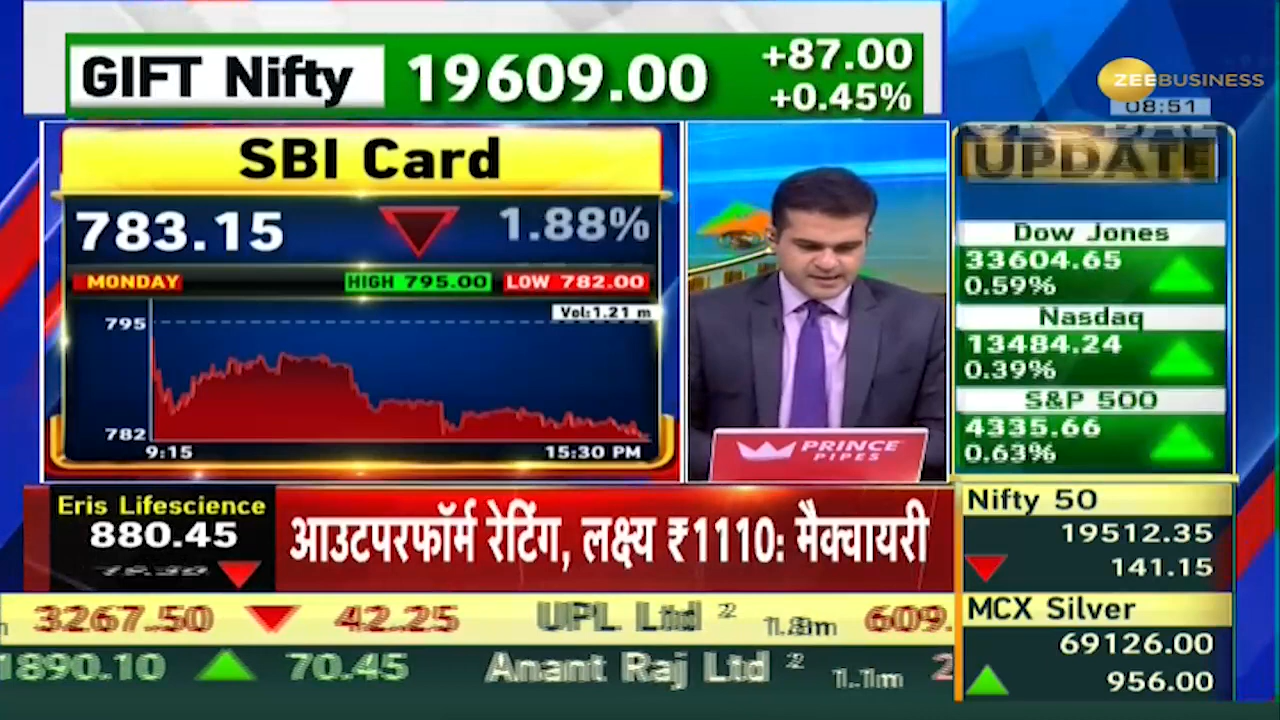 GIFT Nifty 19609.00 +87.00
+0.45%
ZEEBUSINESS
08:51
SBI Card
783.15 1.88%
MONDAY HIGH 795.00 LOW 782.00
Vol:1.21 m
795
782
9:15 15:30 PM
PRINCE
PIPES
UPDATE
Dow Jones
33604.65
0.59%
Nasdaq
13484.24
0.39%
S&P 500
4335.66
0.63%
Eris Lifescience
880.45
आउटपरफॉर्म रेटिंग, लक्ष्य ₹1110: मैक्वायरी
Nifty 50
19512.35
141.15
MCX Silver
69126.00
956.00
3267.50 42.25 UPL Ltd 2 1.8m 609.
1890.10 70.45 Anant Raj Ltd 2 1.1m 2